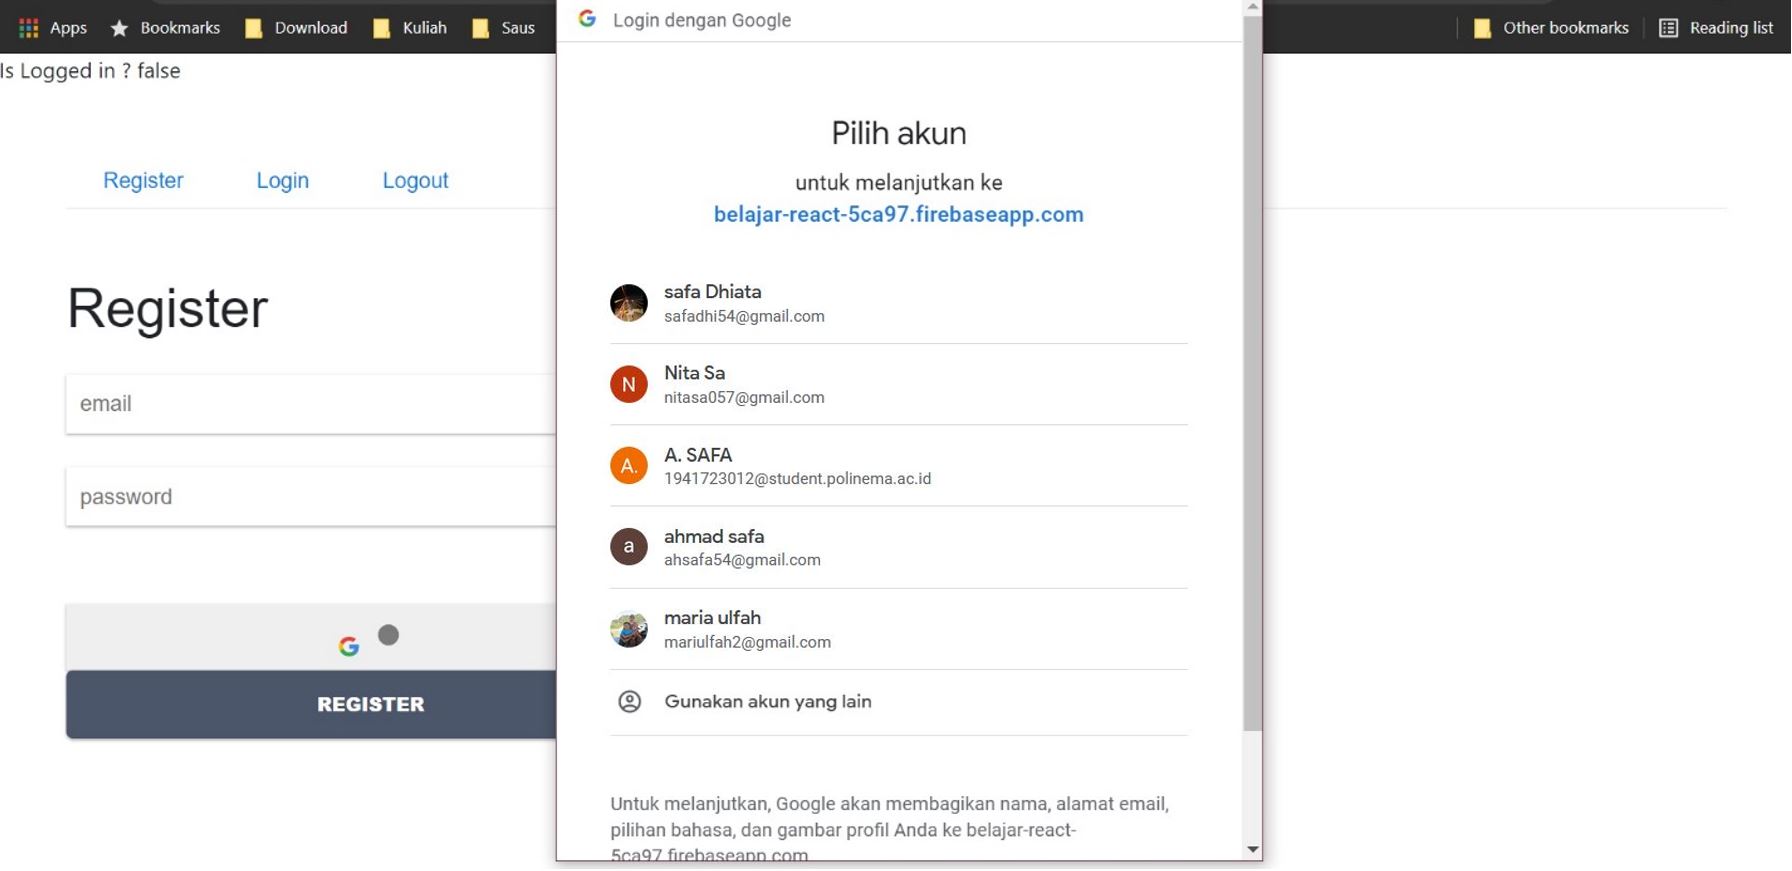 Apps
Bookmarks
Download
Kuliah
Saus
Other bookmarks
Reading list
Is Logged in ? false
Register
Login
Logout
Register
email
password
REGISTER
Login dengan Google
Pilih akun
untuk melanjutkan ke
belajar-react-5ca97.firebaseapp.com
safa Dhiata
safadhi54@gmail.com
N
Nita Sa
nitasa057@gmail.com
A.
A. SAFA
1941723012@student.polinema.ac.id
a
ahmad safa
ahsafa54@gmail.com
maria ulfah
mariulfah2@gmail.com
Gunakan akun yang lain
Untuk melanjutkan, Google akan membagikan nama, alamat email,
pilihan bahasa, dan gambar profil Anda ke belajar-react-
5ca97.firebaseapp.com